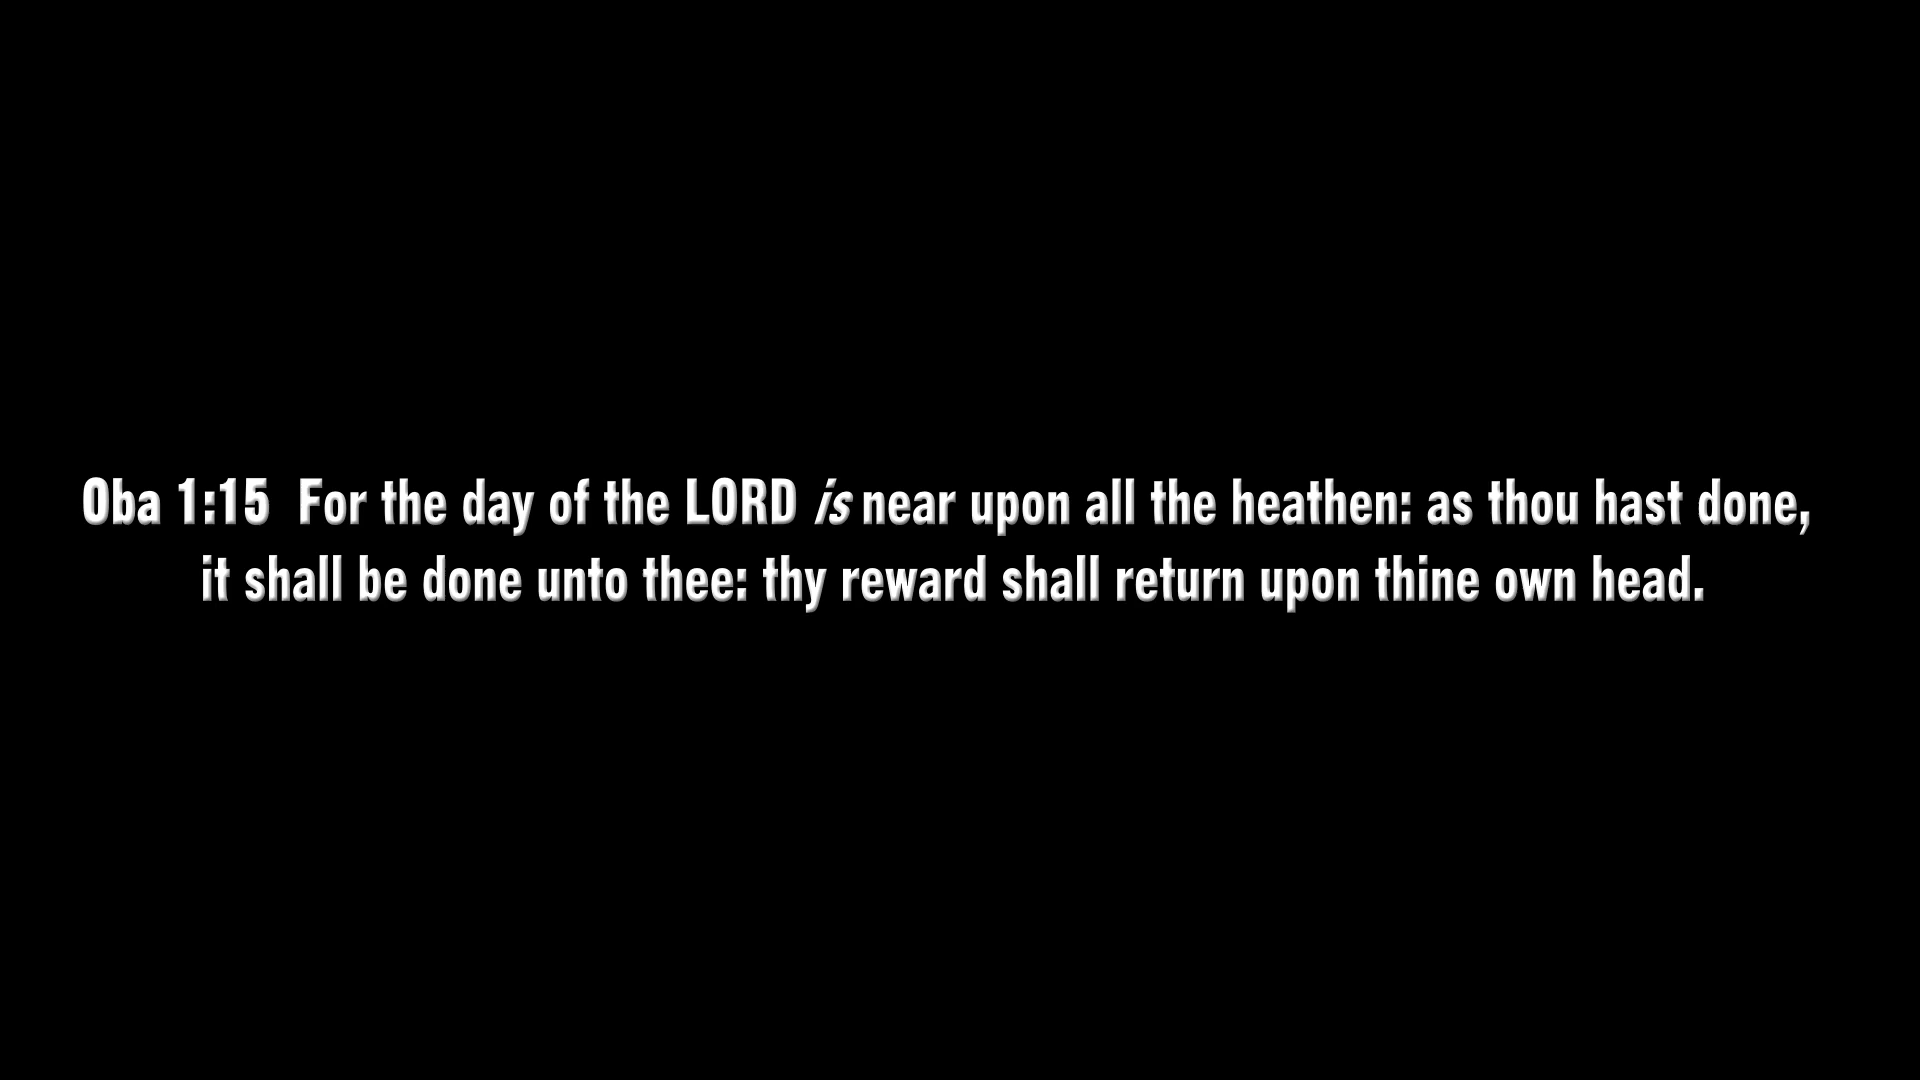 Oba 1:15  For the day of the LORD is near upon all the heathen: as thou hast done,
it shall be done unto thee: thy reward shall return upon thine own head.